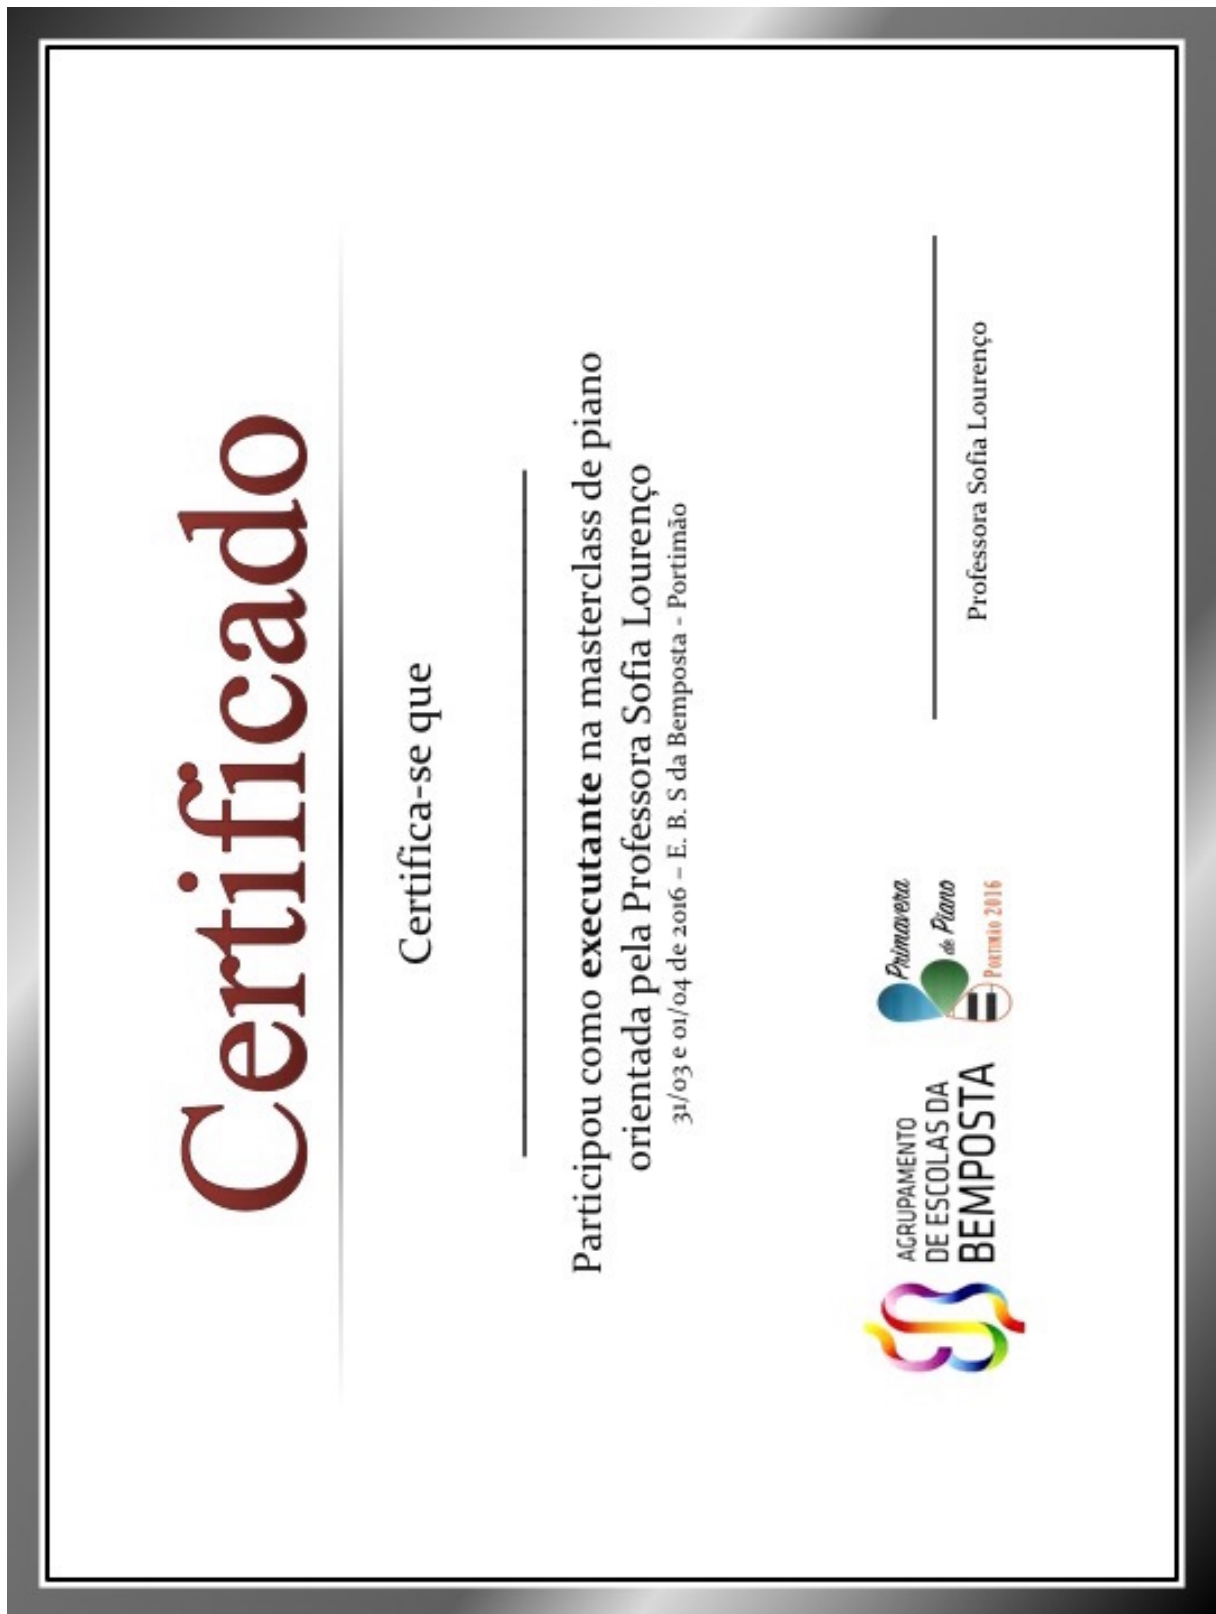 Certificado
Certifica-se que
Participou como executante na masterclass de piano
orientada pela Professora Sofia Lourenço
31/03 e 01/04 de 2016 – E. B. S da Bemposta - Portimão
AGRUPAMENTO
DE ESCOLAS DA
BEMPOSTA
Primavera
de Piano
PORTIMÃO 2016
Professora Sofia Lourenço